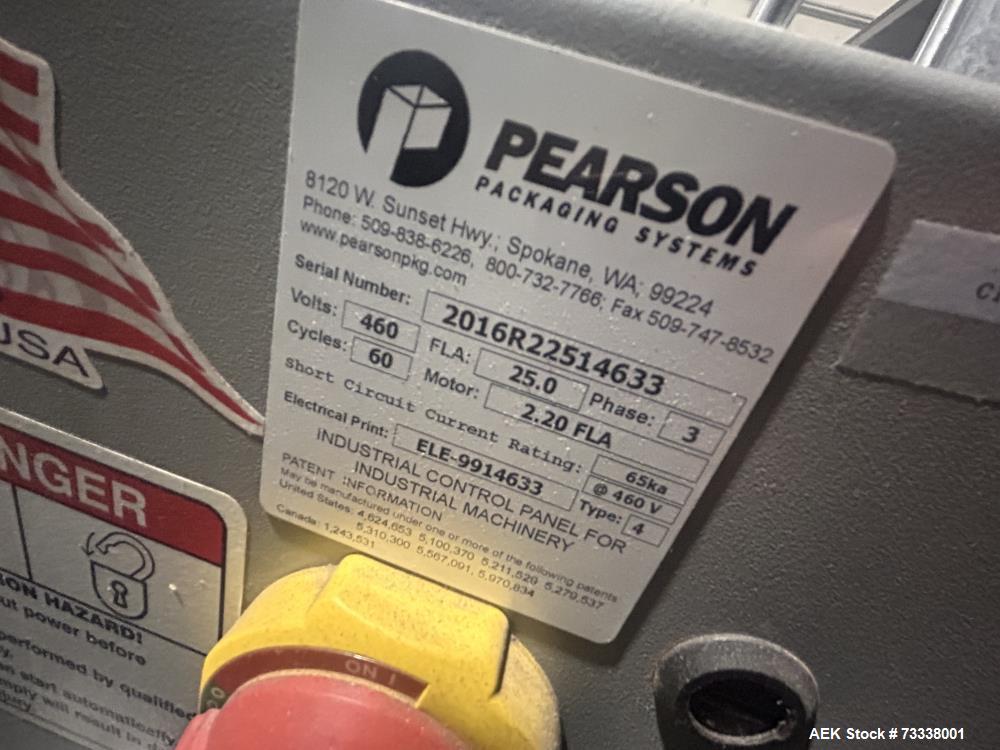 PEARSON
PACKAGING SYSTEMS
8120 W. Sunset Hwy.; Spokane, WA; 99224
Phone: 509-838-6226, 800-732-7766; Fax 509-747-8532
www.pearsonpkg.com
Serial Number: 2016R22514633
Volts: 460 FLA: 25.0 Phase: 3
Cycles: 60 Motor: 2.20 FLA
Short Circuit Current Rating: 65ka @ 460 V
Electrical Print: ELE-9914633 Type: 4
INDUSTRIAL CONTROL PANEL FOR
INDUSTRIAL MACHINERY
PATENT INFORMATION
May be manufactured under one or more of the following patents
United States: 4,624,653 5,100,370 5,211,529 5,279,537
5,310,300 5,567,091, 5,970,834
Canada: 1,243,531
USA
NGER
ON HAZARD!
ut power before
performed by qualified
n start automatically
mply will result in
ON I
AEK Stock # 73338001